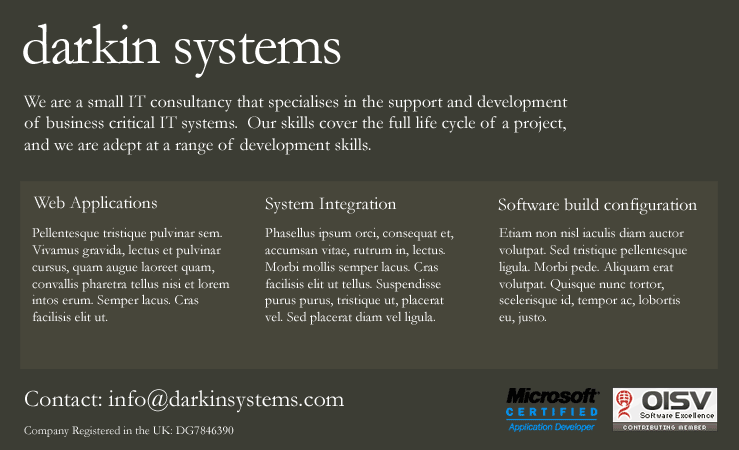 darkin systems
We are a small IT consultancy that specialises in the support and development
of business critical IT systems.  Our skills cover the full life cycle of a project,
and we are adept at a range of development skills.
Web Applications
Pellentesque tristique pulvinar sem.
Vivamus gravida, lectus et pulvinar
cursus, quam augue laoreet quam,
convallis pharetra tellus nisi et lorem
intos erum. Semper lacus. Cras
facilisis elit ut.
System Integration
Phasellus ipsum orci, consequat et,
accumsan vitae, rutrum in, lectus.
Morbi mollis semper lacus. Cras
facilisis elit ut tellus. Suspendisse
purus purus, tristique ut, placerat
vel. Sed placerat diam vel ligula.
Software build configuration
Etiam non nisl iaculis diam auctor
volutpat. Sed tristique pellentesque
ligula. Morbi pede. Aliquam erat
volutpat. Quisque nunc tortor,
scelerisque id, tempor ac, lobortis
eu, justo.
Contact: info@darkinsystems.com
Company Registered in the UK: DG7846390
Microsoft
CERTIFIED
Application Developer
OISV
Software Excellence
CONTRIBUTING MEMBER